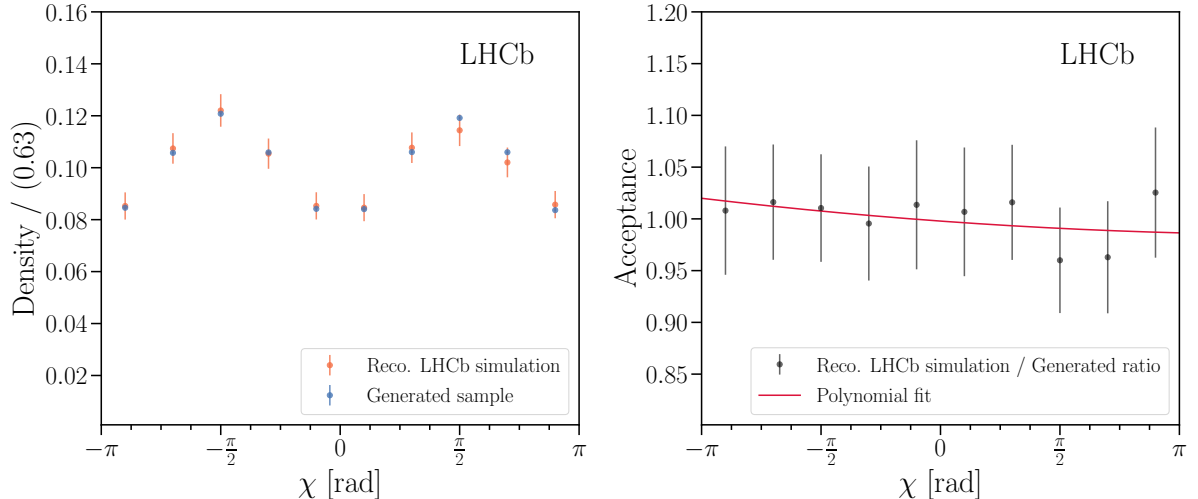 0.16
0.14
0.12
0.10
0.08
0.06
0.04
0.02
Density / (0.63)
LHCb
Reco. LHCb simulation
Generated sample
−π
−π/2
0
π/2
π
χ [rad]
1.20
1.15
1.10
1.05
1.00
0.95
0.90
0.85
Acceptance
LHCb
Reco. LHCb simulation / Generated ratio
Polynomial fit
−π
−π/2
0
π/2
π
χ [rad]